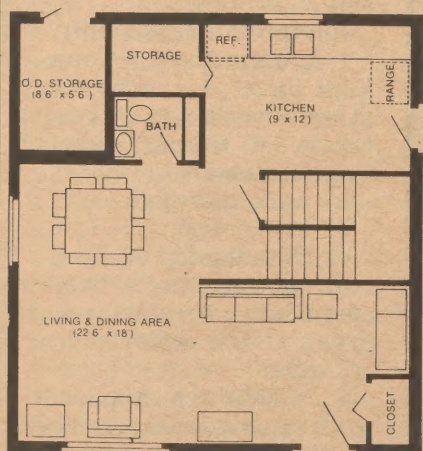 REF.
STORAGE
O.D. STORAGE
(8'6" x 5'6")
RANGE
KITCHEN
(9' x 12')
BATH
LIVING & DINING AREA
(22'6" x 18')
CLOSET